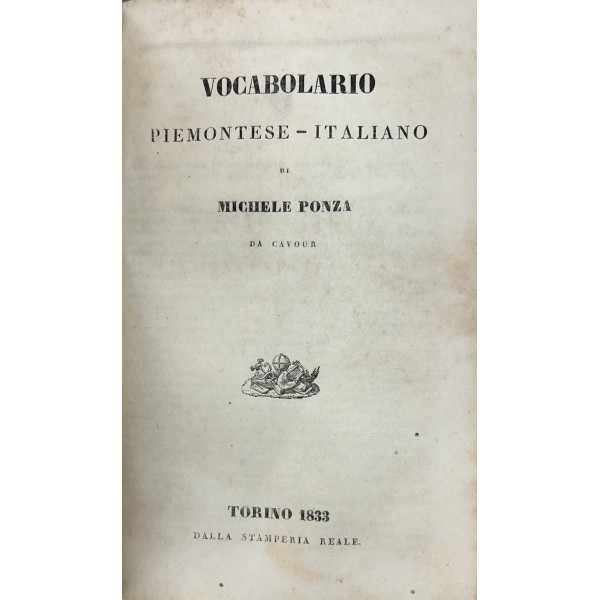 VOCABOLARIO
PIEMONTESE – ITALIANO
DI
MICHELE PONZA
DA CAVOUR
TORINO 1833
DALLA STAMPERIA REALE.